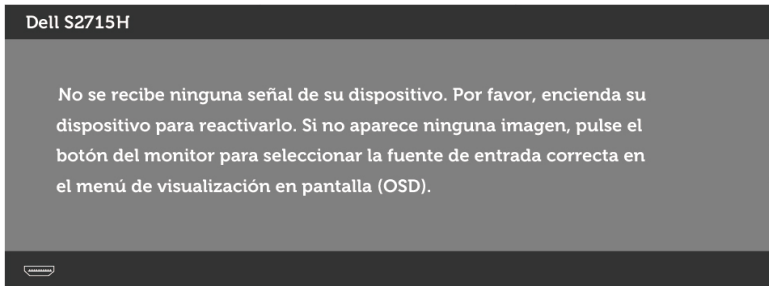 Dell S2715H
No se recibe ninguna señal de su dispositivo. Por favor, encienda su
dispositivo para reactivarlo. Si no aparece ninguna imagen, pulse el
botón del monitor para seleccionar la fuente de entrada correcta en
el menú de visualización en pantalla (OSD).